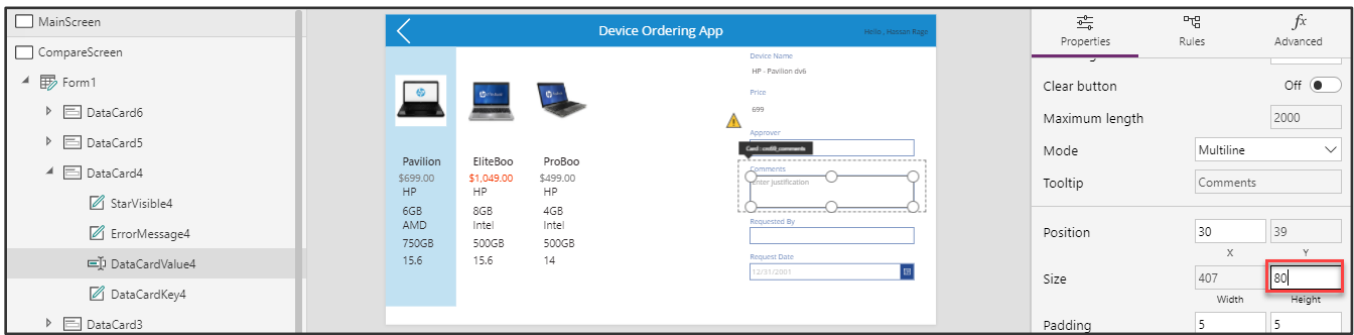 MainScreen
CompareScreen
Form1
DataCard6
DataCard5
DataCard4
StarVisible4
ErrorMessage4
DataCardValue4
DataCardKey4
DataCard3
Device Ordering App
Hello , Hassan Rage
Pavilion EliteBoo ProBoo
$699.00 $1,049.00 $499.00
HP HP HP
6GB 8GB 4GB
AMD Intel Intel
750GB 500GB 500GB
15.6 15.6 14
Device Name
HP - Pavilion dv6
Price
699
Approver
Comments
Enter justification
Requested By
Request Date
12/31/2001
Properties Rules fx Advanced
Clear button Off
Maximum length 2000
Mode Multiline
Tooltip Comments
Position 30 39
X Y
Size 407 80
Width Height
Padding 5 5